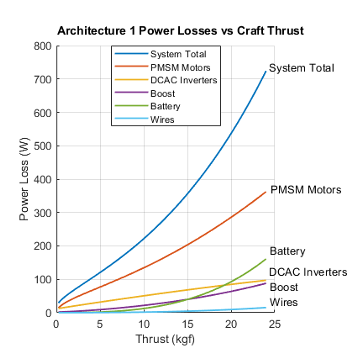 Architecture 1 Power Losses vs Craft Thrust
800
700
600
500
400
300
200
100
0
Power Loss (W)
System Total
PMSM Motors
DCAC Inverters
Boost
Battery
Wires
System Total
PMSM Motors
Battery
DCAC Inverters
Boost
Wires
0 5 10 15 20 25
Thrust (kgf)